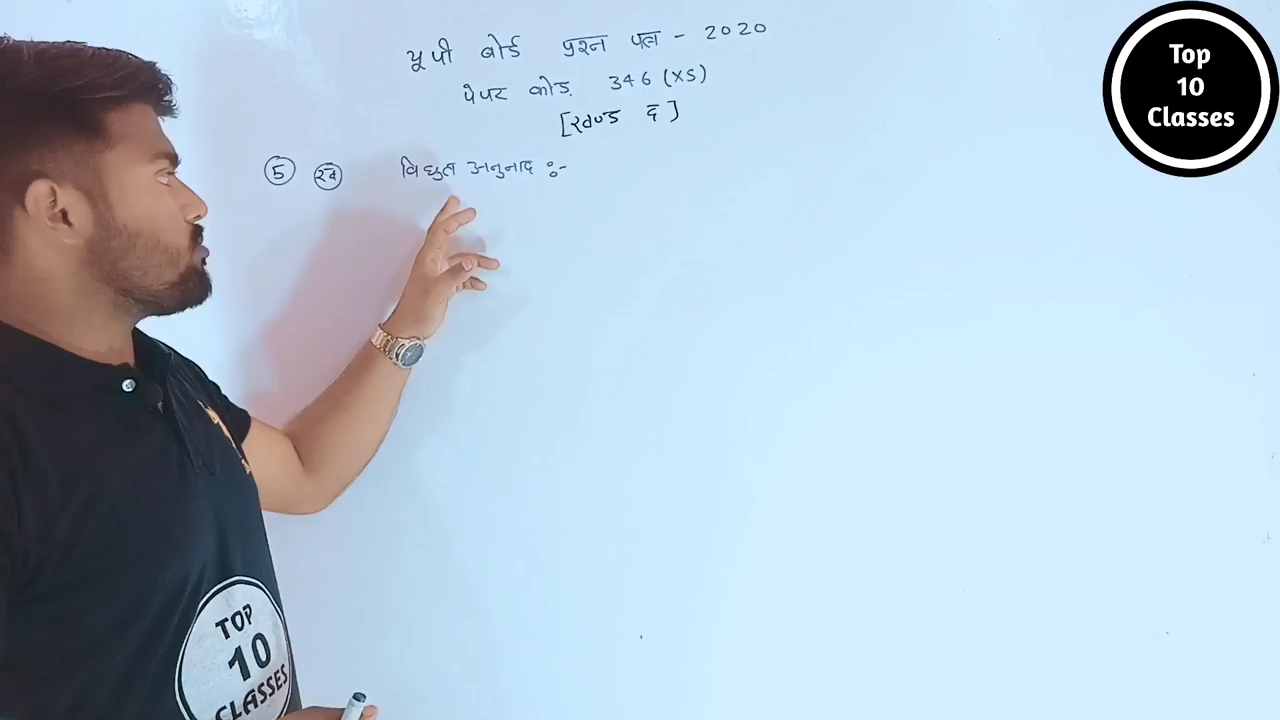 यू पी बोर्ड प्रश्न पत्र - 2020
पेपर कोड. 346 (XS)
[खण्ड द]
5 ख विद्युत अनुनाद :-
Top
10
Classes
TOP
10
CLASSES